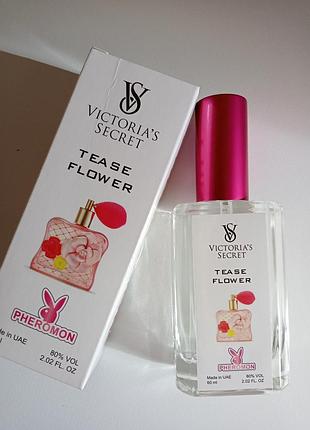 VS
VICTORIA'S
SECRET
TEASE
FLOWER
PHEROMON
Made in UAE
80% VOL
2.02 FL. OZ
VS
VICTORIA'S
SECRET
TEASE
FLOWER
PHEROMON
Made in UAE
60 ml
80% VOL
2.02 FL. OZ